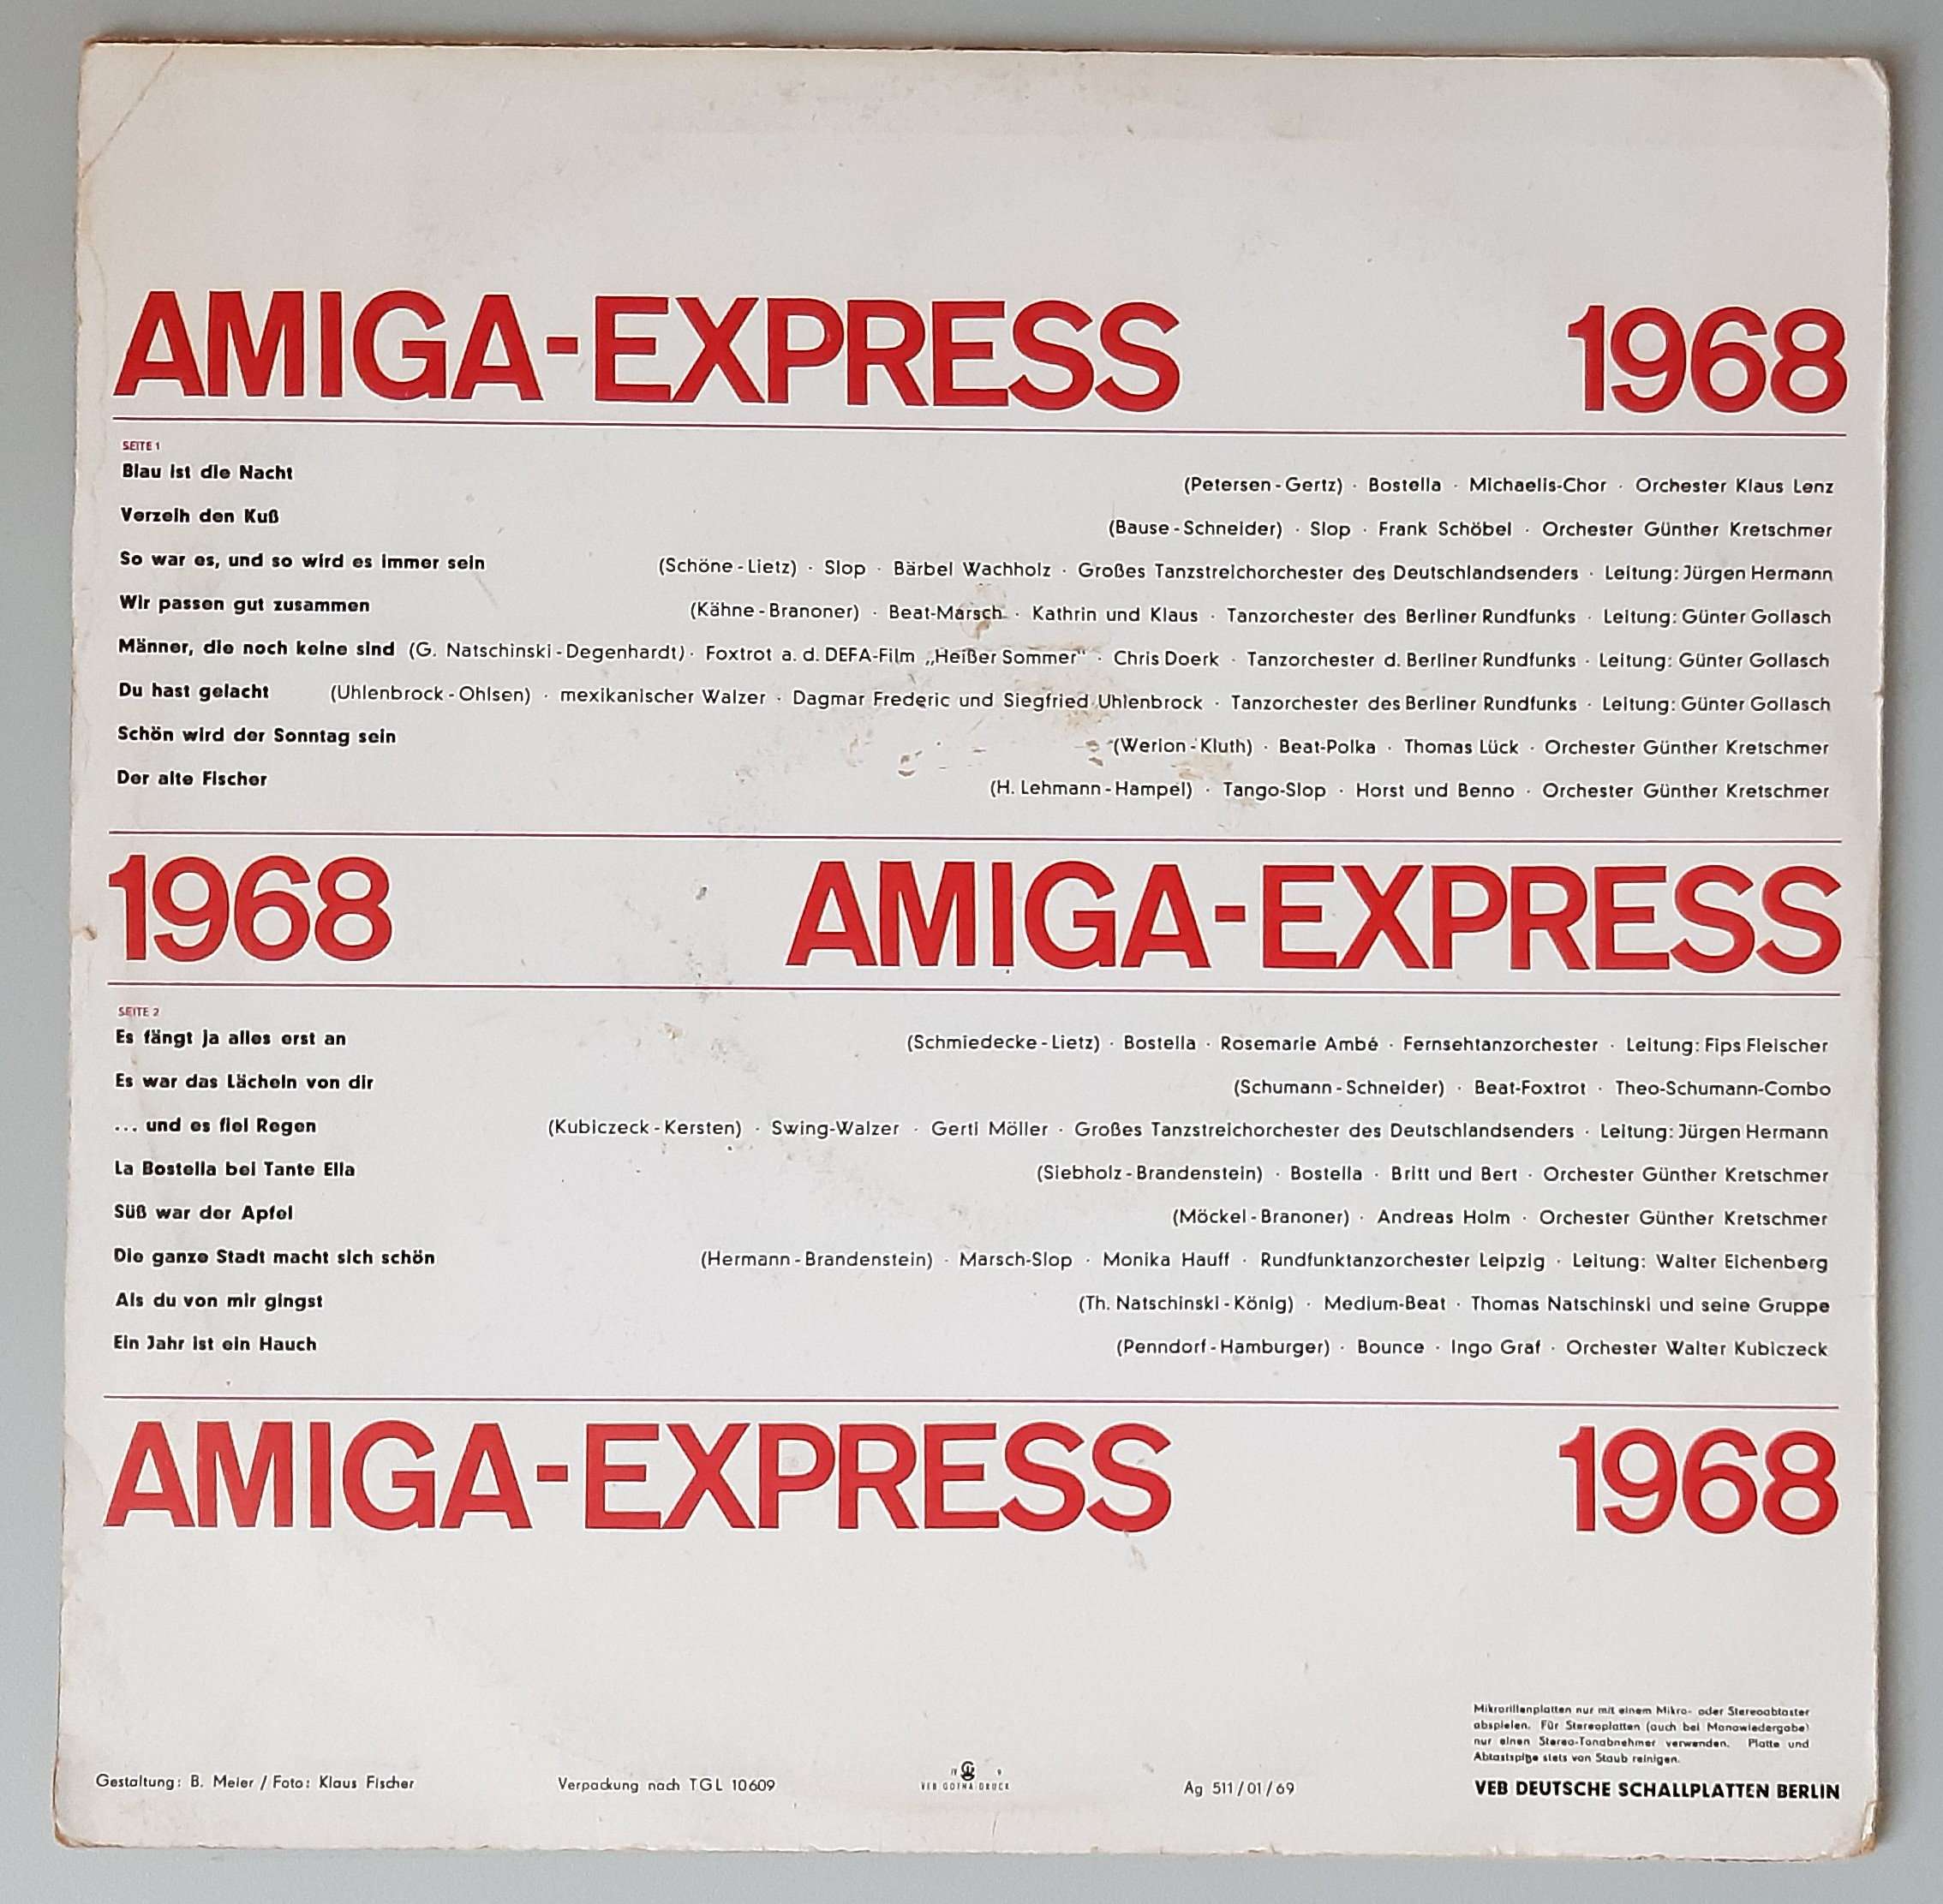 AMIGA-EXPRESS 1968
SEITE 1
Blau ist die Nacht (Petersen-Gertz) · Bostella · Michaelis-Chor · Orchester Klaus Lenz
Verzeih den Kuß (Bause-Schneider) · Slop · Frank Schöbel · Orchester Günther Kretschmer
So war es, und so wird es immer sein (Schöne-Lietz) · Slop · Bärbel Wachholz · Großes Tanzstreichorchester des Deutschlandsenders · Leitung: Jürgen Hermann
Wir passen gut zusammen (Kähne-Branoner) · Beat-Marsch · Kathrin und Klaus · Tanzorchester des Berliner Rundfunks · Leitung: Günter Gollasch
Männer, die noch keine sind (G. Natschinski-Degenhardt) · Foxtrot a. d. DEFA-Film „Heißer Sommer" · Chris Doerk · Tanzorchester d. Berliner Rundfunks · Leitung: Günter Gollasch
Du hast gelacht (Uhlenbrock-Ohlsen) · mexikanischer Walzer · Dagmar Frederic und Siegfried Uhlenbrock · Tanzorchester des Berliner Rundfunks · Leitung: Günter Gollasch
Schön wird der Sonntag sein (Werion-Kluth) · Beat-Polka · Thomas Lück · Orchester Günther Kretschmer
Der alte Fischer (H. Lehmann-Hampel) · Tango-Slop · Horst und Benno · Orchester Günther Kretschmer
1968 AMIGA-EXPRESS
SEITE 2
Es fängt ja alles erst an (Schmiedecke-Lietz) · Bostella · Rosemarie Ambé · Fernsehtanzorchester · Leitung: Fips Fleischer
Es war das Lächeln von dir (Schumann-Schneider) · Beat-Foxtrot · Theo-Schumann-Combo
... und es fiel Regen (Kubiczeck-Kersten) · Swing-Walzer · Gerti Möller · Großes Tanzstreichorchester des Deutschlandsenders · Leitung: Jürgen Hermann
La Bostella bei Tante Ella (Siebholz-Brandenstein) · Bostella · Britt und Bert · Orchester Günther Kretschmer
Süß war der Apfel (Möckel-Branoner) · Andreas Holm · Orchester Günther Kretschmer
Die ganze Stadt macht sich schön (Hermann-Brandenstein) · Marsch-Slop · Monika Hauff · Rundfunktanzorchester Leipzig · Leitung: Walter Eichenberg
Als du von mir gingst (Th. Natschinski-König) · Medium-Beat · Thomas Natschinski und seine Gruppe
Ein Jahr ist ein Hauch (Penndorf-Hamburger) · Bounce · Ingo Graf · Orchester Walter Kubiczeck
AMIGA-EXPRESS 1968
Mikrorillenplatten nur mit einem Mikro- oder Stereoabtaster
abspielen. Für Stereoplatten (auch bei Monowiedergabe)
nur einen Stereo-Tonabnehmer verwenden. Platte und
Abtastspitze stets von Staub reinigen.
Gestaltung: B. Meier / Foto: Klaus Fischer Verpackung nach TGL 10609 VEB GOTHA-DRUCK Ag 511/01/69 VEB DEUTSCHE SCHALLPLATTEN BERLIN